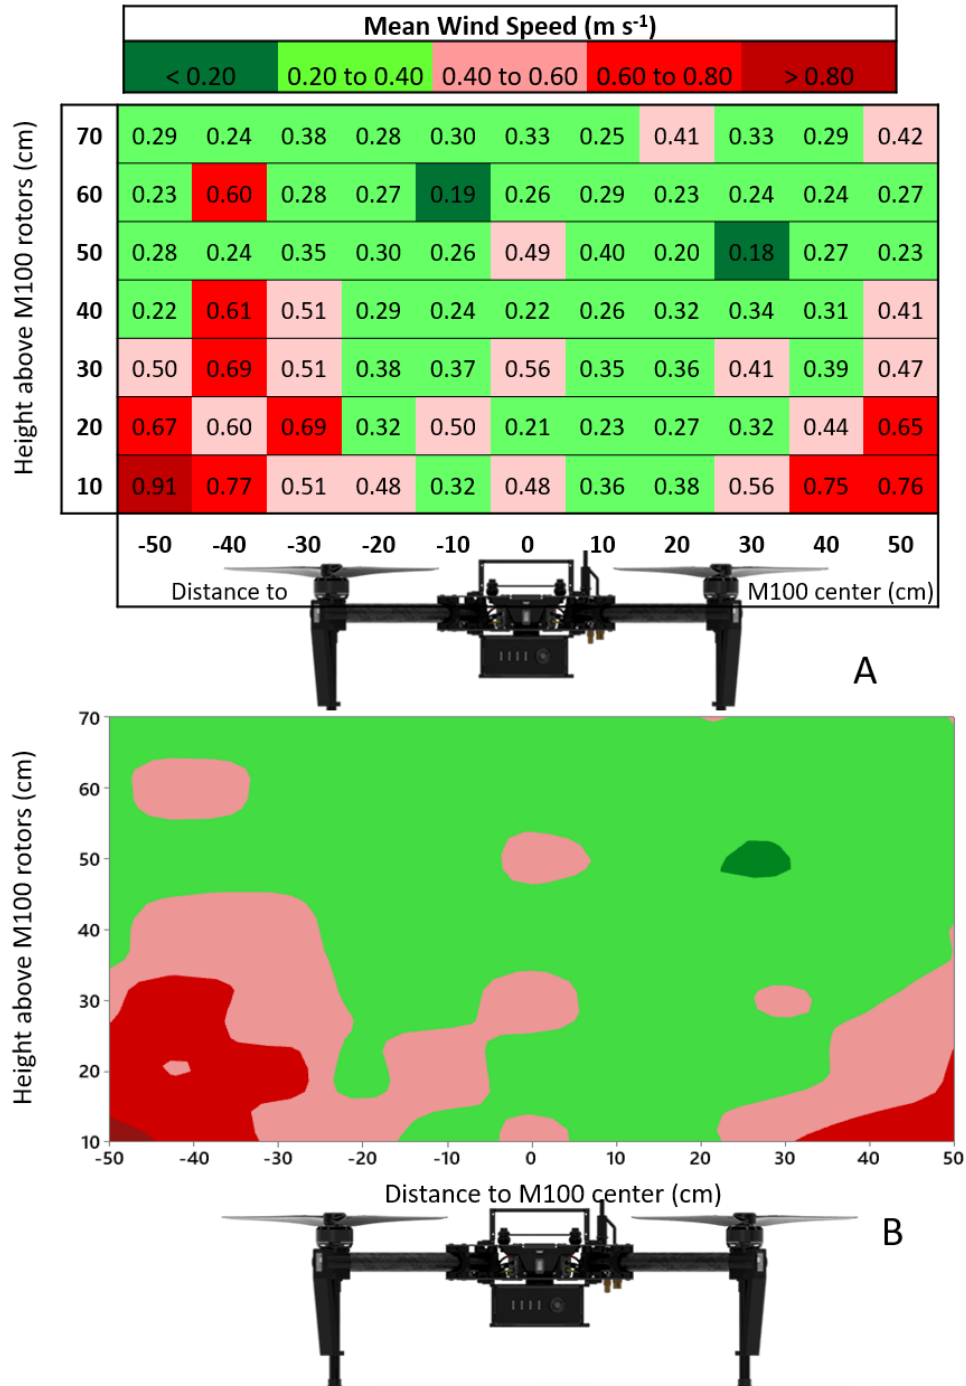 Mean Wind Speed (m s-1)
< 0.20 0.20 to 0.40 0.40 to 0.60 0.60 to 0.80 > 0.80
Height above M100 rotors (cm)
70 0.29 0.24 0.38 0.28 0.30 0.33 0.25 0.41 0.33 0.29 0.42
60 0.23 0.60 0.28 0.27 0.19 0.26 0.29 0.23 0.24 0.24 0.27
50 0.28 0.24 0.35 0.30 0.26 0.49 0.40 0.20 0.18 0.27 0.23
40 0.22 0.61 0.51 0.29 0.24 0.22 0.26 0.32 0.34 0.31 0.41
30 0.50 0.69 0.51 0.38 0.37 0.56 0.35 0.36 0.41 0.39 0.47
20 0.67 0.60 0.69 0.32 0.50 0.21 0.23 0.27 0.32 0.44 0.65
10 0.91 0.77 0.51 0.48 0.32 0.48 0.36 0.38 0.56 0.75 0.76
-50 -40 -30 -20 -10 0 10 20 30 40 50
Distance to M100 center (cm)
A
Height above M100 rotors (cm)
70
60
50
40
30
20
10
-50 -40 -30 -20 -10 0 10 20 30 40 50
Distance to M100 center (cm)
B